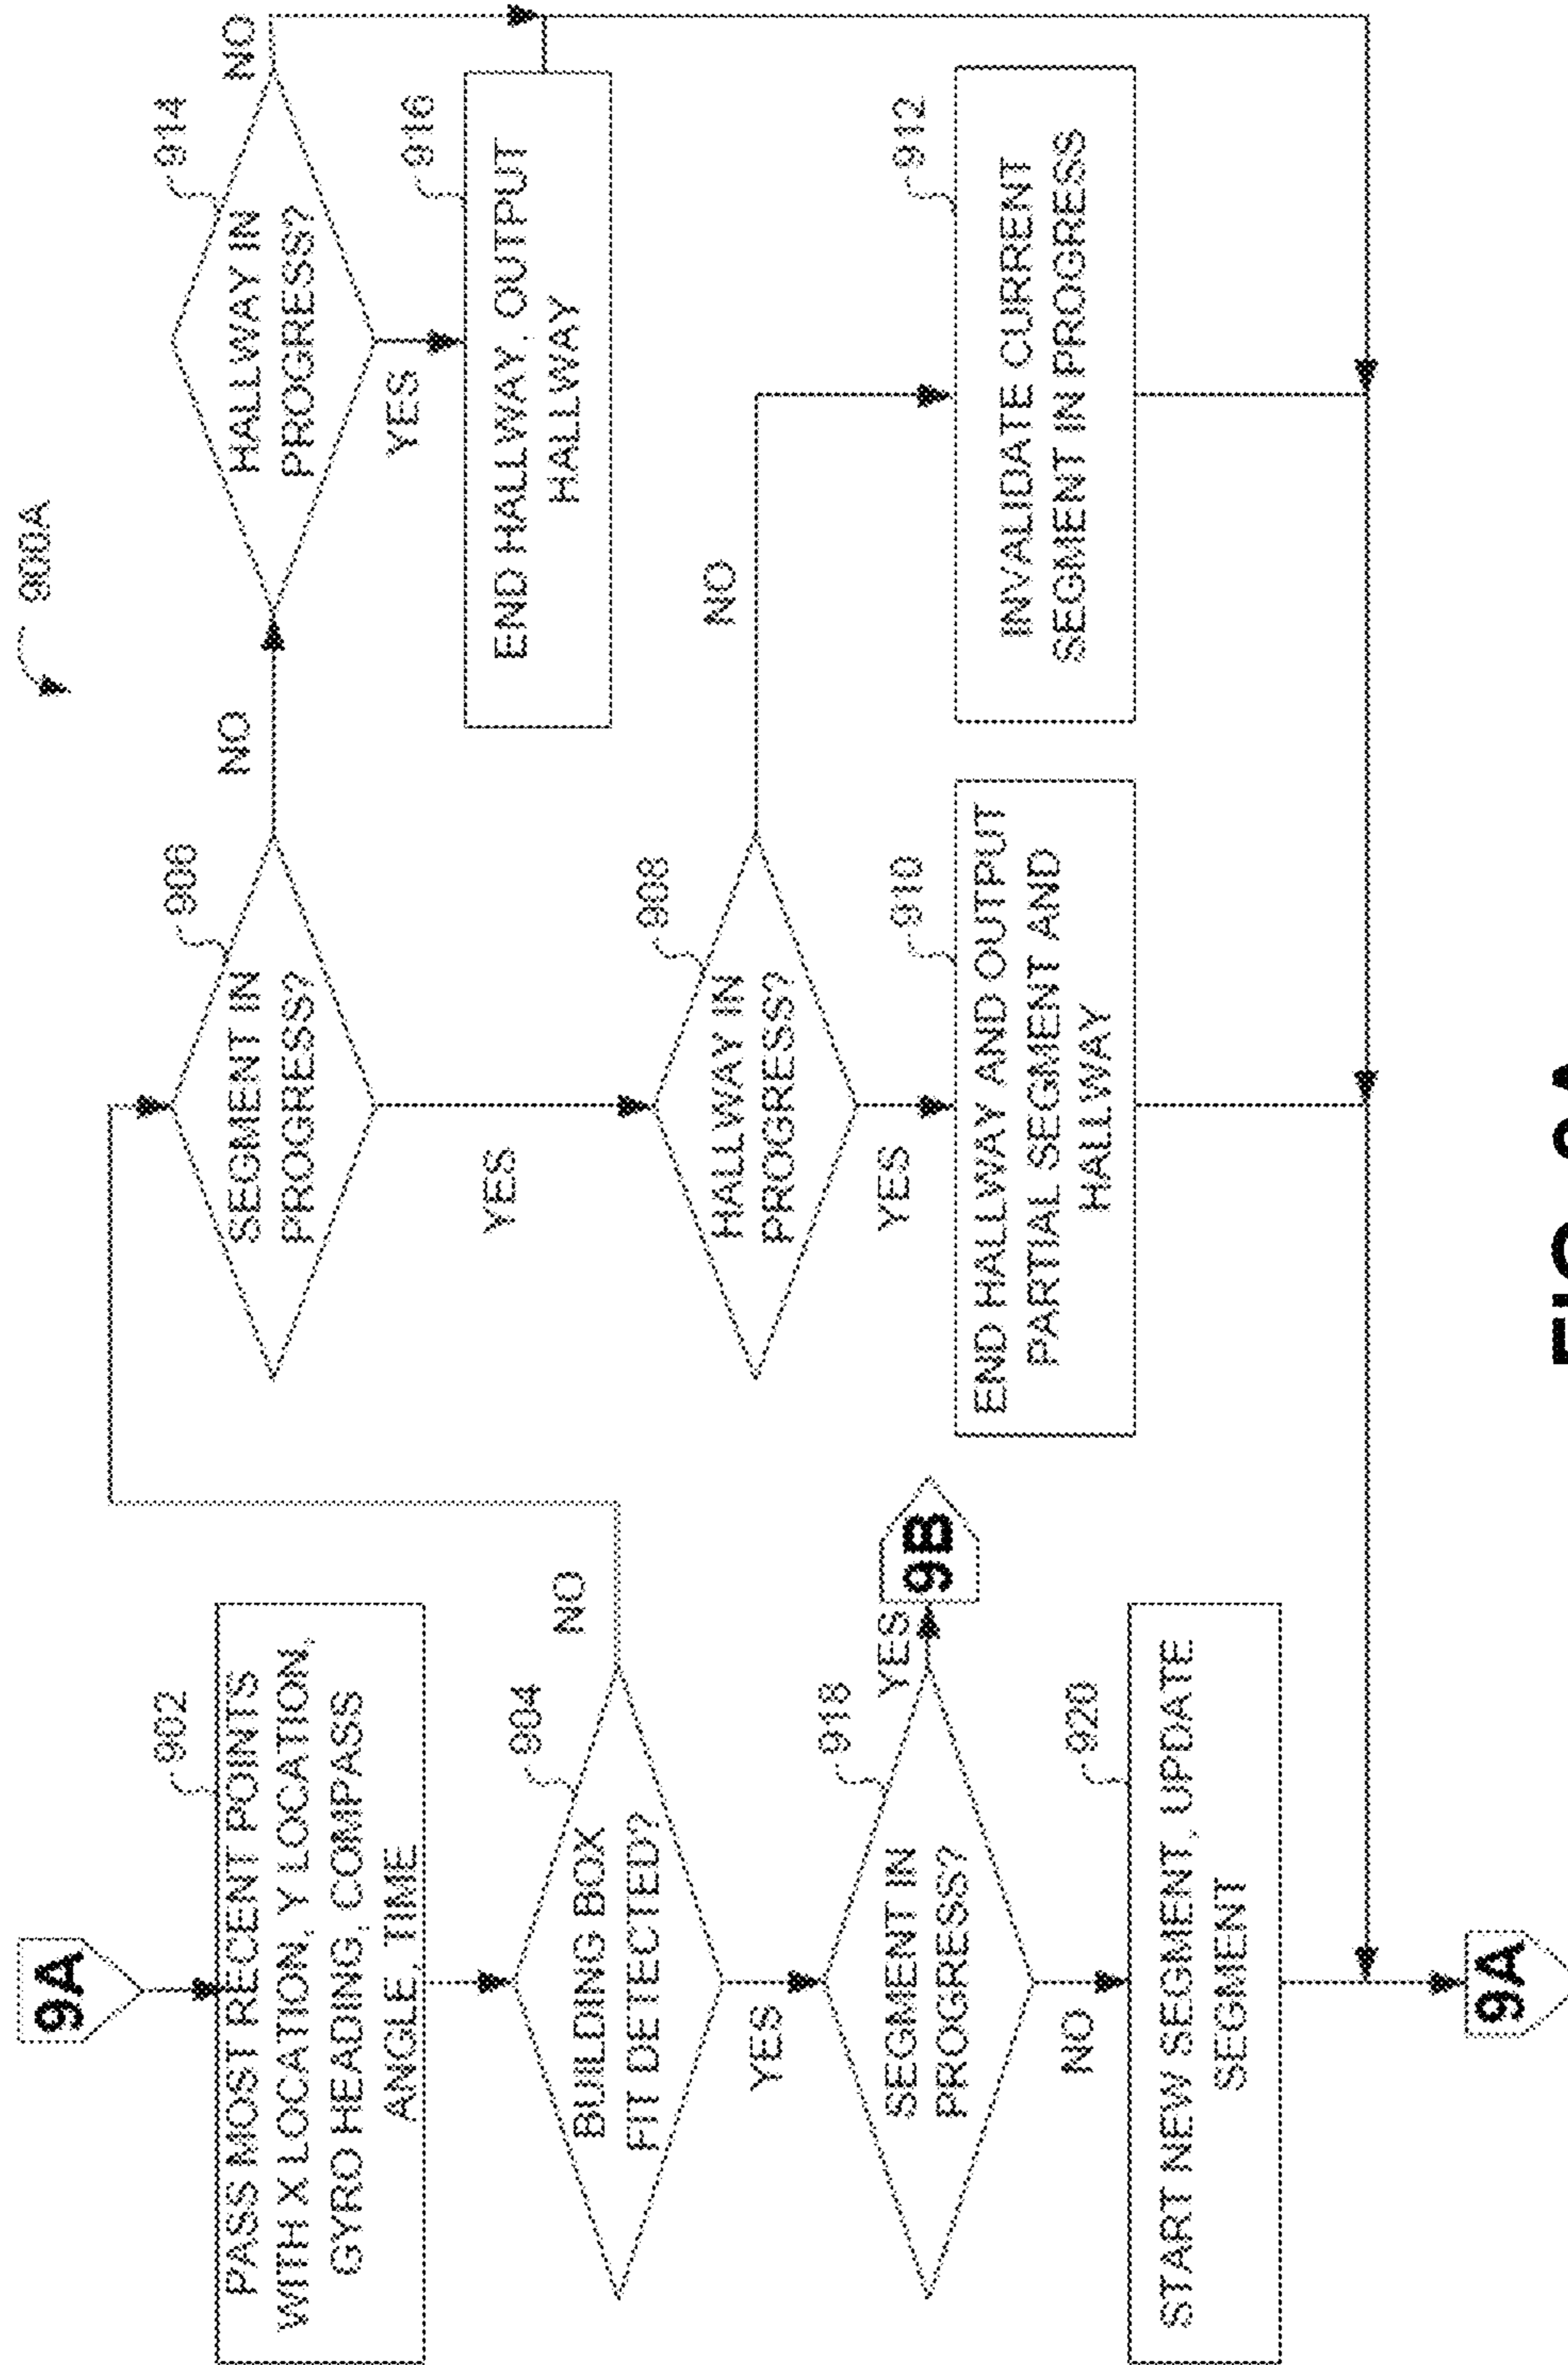 900A
9A
902
PASS MOST RECENT POINTS
WITH X LOCATION, Y LOCATION,
GYRO HEADING, COMPASS
ANGLE, TIME
904
BUILDING BOX
FIT DETECTED?
NO
YES
918
SEGMENT IN
PROGRESS?
YES
9B
NO
920
START NEW SEGMENT, UPDATE
SEGMENT
9A
906
SEGMENT IN
PROGRESS?
NO
YES
908
HALLWAY IN
PROGRESS?
NO
YES
910
END HALLWAY AND OUTPUT
PARTIAL SEGMENT AND
HALLWAY
914
HALLWAY IN
PROGRESS?
NO
YES
916
END HALLWAY, OUTPUT
HALLWAY
912
INVALIDATE CURRENT
SEGMENT IN PROGRESS